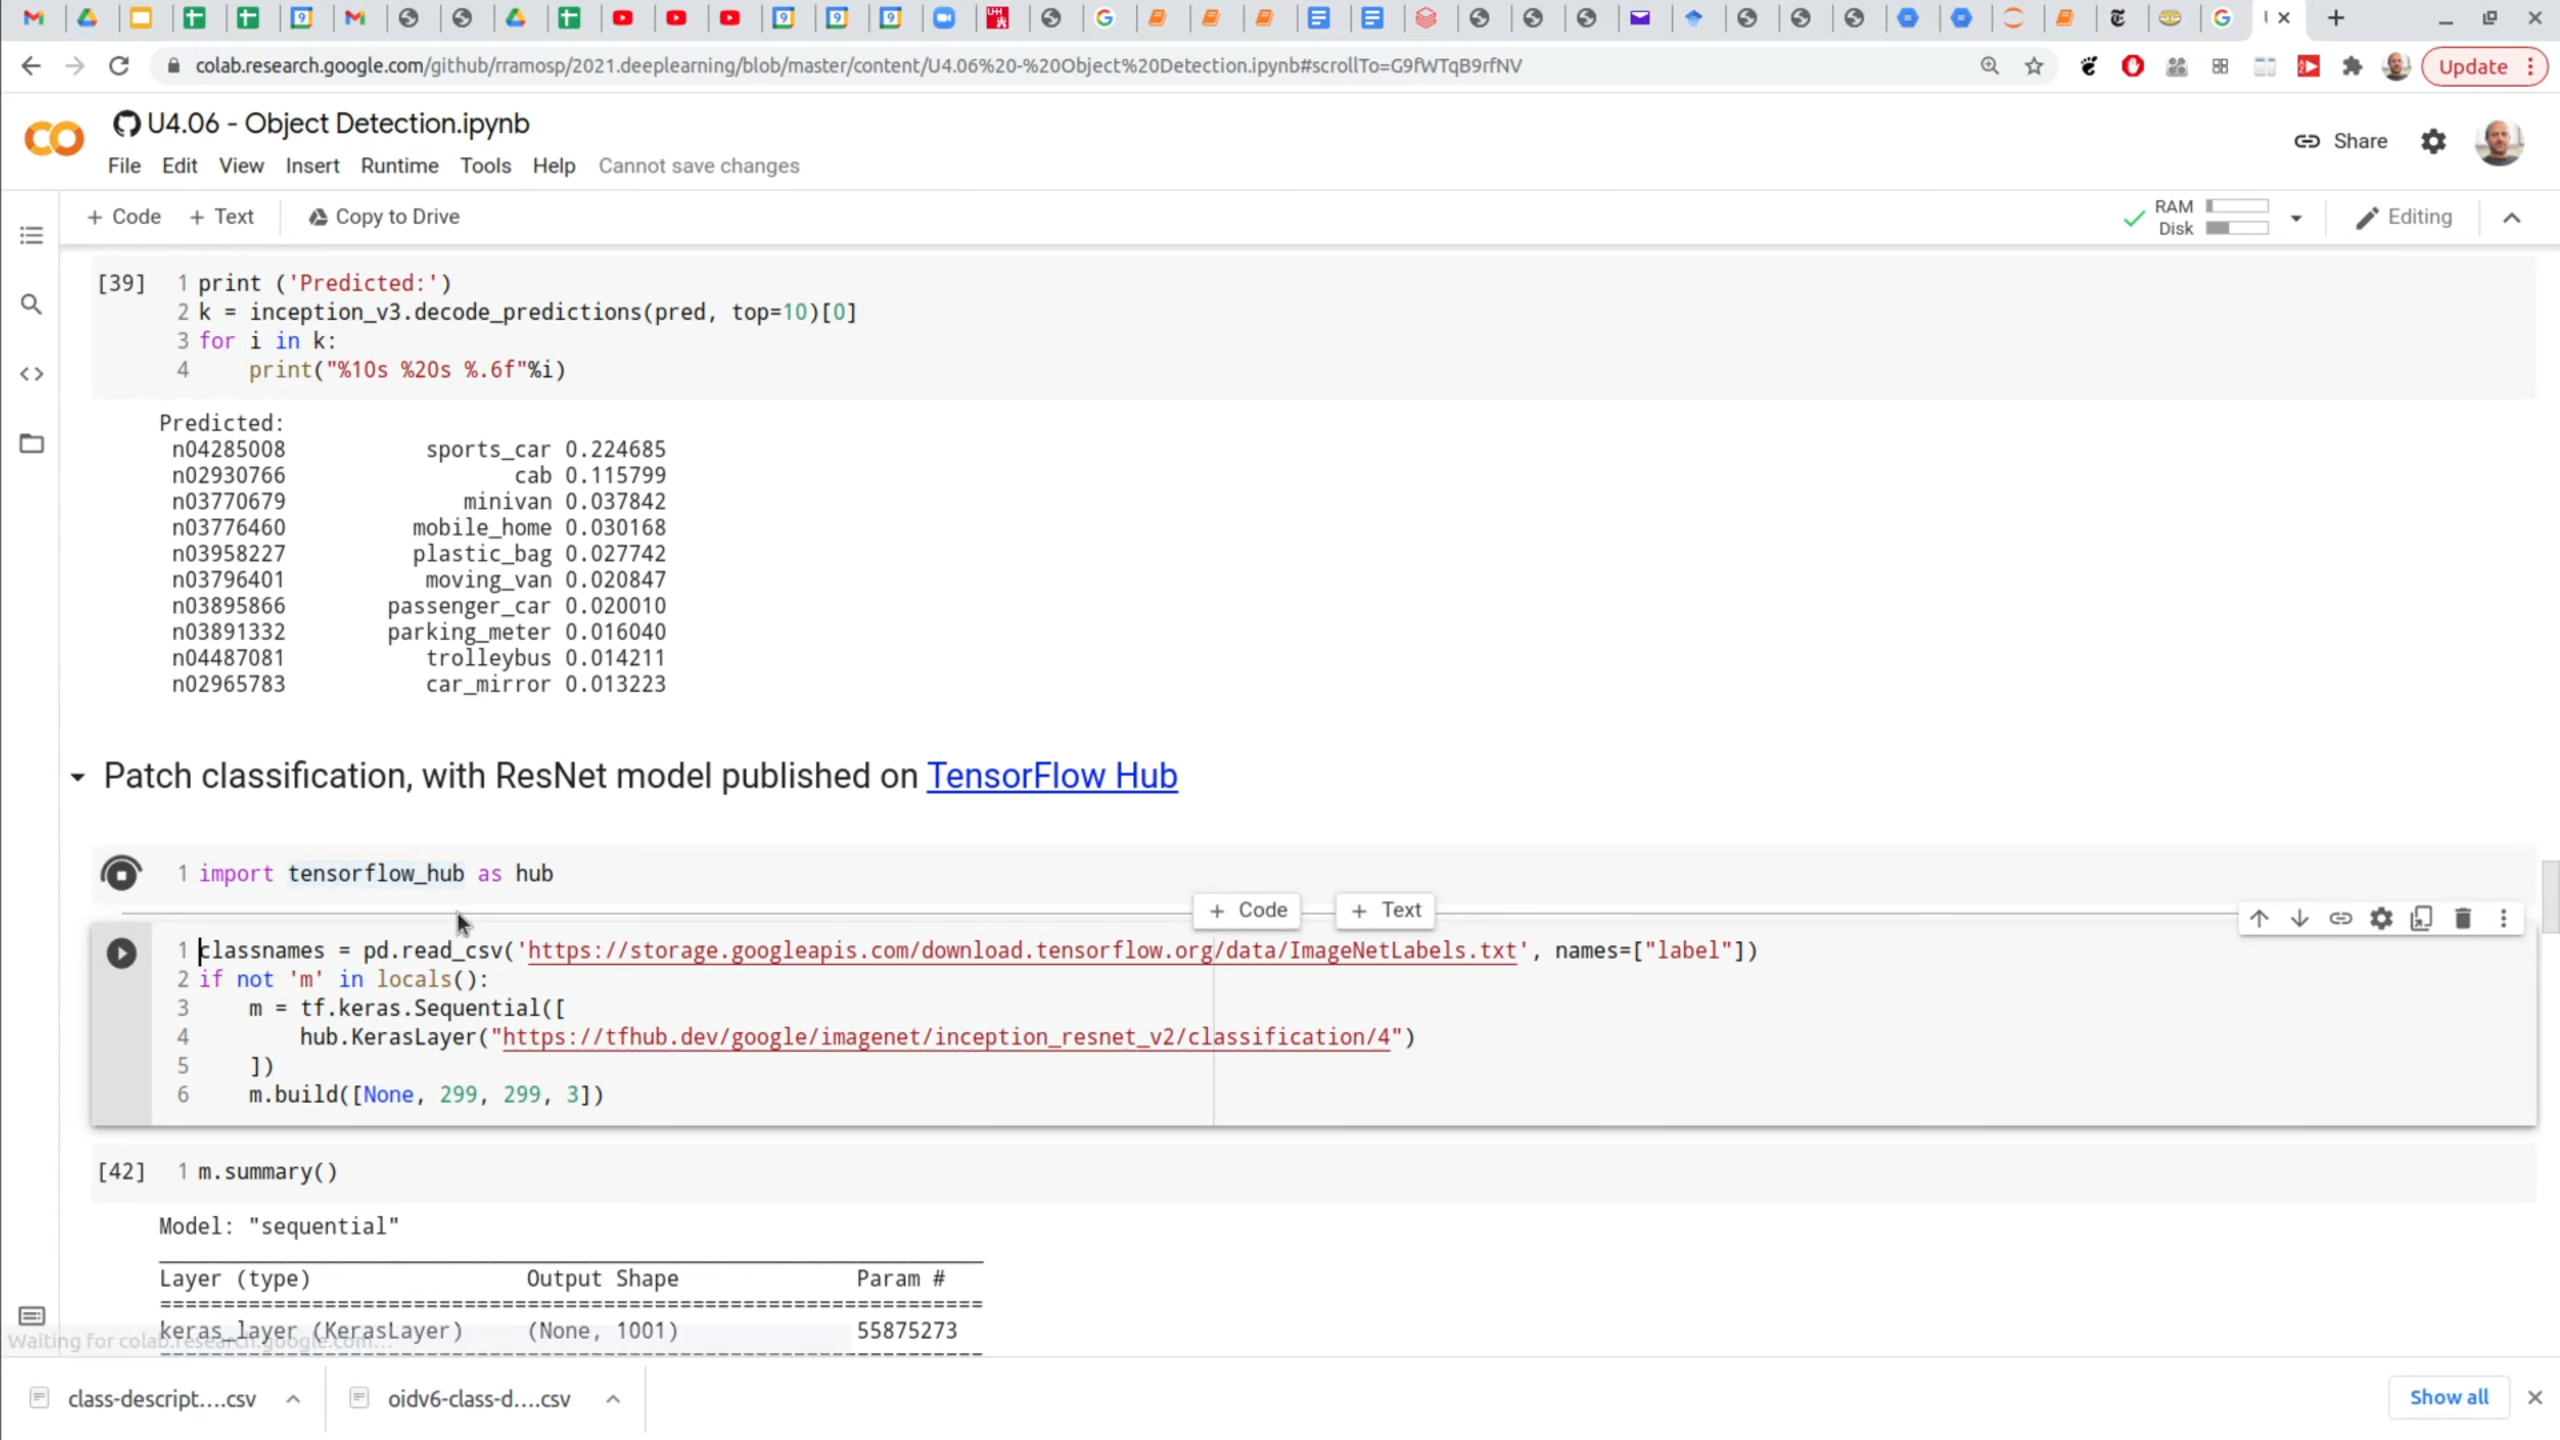 colab.research.google.com/github/rramosp/2021.deeplearning/blob/master/content/U4.06%20-%20Object%20Detection.ipynb#scrollTo=G9fWTqB9rfNV
Update
U4.06 - Object Detection.ipynb
Share
File Edit View Insert Runtime Tools Help Cannot save changes
+ Code + Text Copy to Drive
RAM
Disk
Editing
[39] 1 print ('Predicted:')
2 k = inception_v3.decode_predictions(pred, top=10)[0]
3 for i in k:
4     print("%10s %20s %.6f"%i)
Predicted:
n04285008 sports_car 0.224685
n02930766 cab 0.115799
n03770679 minivan 0.037842
n03776460 mobile_home 0.030168
n03958227 plastic_bag 0.027742
n03796401 moving_van 0.020847
n03895866 passenger_car 0.020010
n03891332 parking_meter 0.016040
n04487081 trolleybus 0.014211
n02965783 car_mirror 0.013223
Patch classification, with ResNet model published on TensorFlow Hub
1 import tensorflow_hub as hub
+ Code + Text
1 classnames = pd.read_csv('https://storage.googleapis.com/download.tensorflow.org/data/ImageNetLabels.txt', names=["label"])
2 if not 'm' in locals():
3     m = tf.keras.Sequential([
4         hub.KerasLayer("https://tfhub.dev/google/imagenet/inception_resnet_v2/classification/4")
5     ])
6     m.build([None, 299, 299, 3])
[42] 1 m.summary()
Model: "sequential"
Layer (type) Output Shape Param #
=================================================================
keras_layer (KerasLayer) (None, 1001) 55875273
Waiting for colab.research.google.com...
class-descript....csv oidv6-class-d....csv Show all